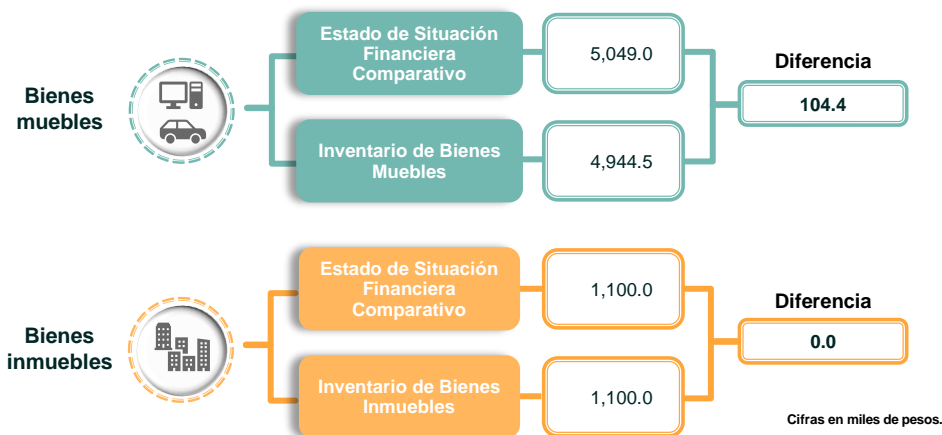 Bienes
muebles
Estado de Situación
Financiera
Comparativo
5,049.0
Inventario de Bienes
Muebles
4,944.5
Diferencia
104.4
Bienes
inmuebles
Estado de Situación
Financiera
Comparativo
1,100.0
Inventario de Bienes
Inmuebles
1,100.0
Diferencia
0.0
Cifras en miles de pesos.